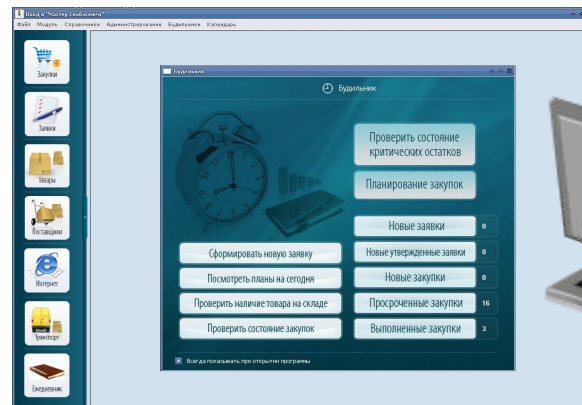 Вход в "Мастер Снабжения"
Файл Модуль Справочники Администрирование Будильники Календарь
Закупки
Заявки
Товары
Поставщики
Интернет
Транспорт
Ежедневник
Будильник
Будильник
Проверить состояние
критических остатков
Планирование закупок
Новые заявки 0
Сформировать новую заявку
Новые утвержденные заявки 0
Посмотреть планы на сегодня
Новые закупки 0
Проверить наличие товара на складе
Просроченные закупки 16
Проверить состояние закупок
Выполненные закупки 3
Всегда показывать при открытии программы